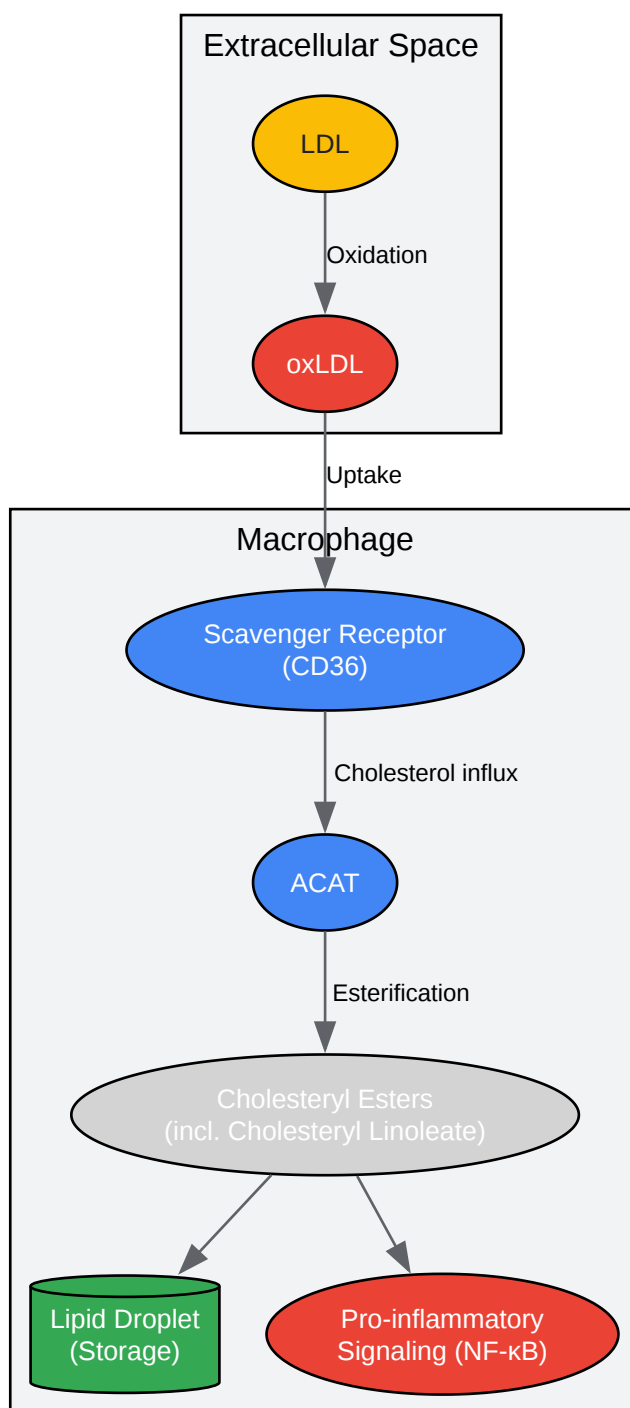 Extracellular Space
LDL
Oxidation
oxLDL
Uptake
Macrophage
Scavenger Receptor
(CD36)
Cholesterol influx
ACAT
Esterification
Cholesteryl Esters
(incl. Cholesteryl Linoleate)
Lipid Droplet
(Storage)
Pro-inflammatory
Signaling (NF-κB)